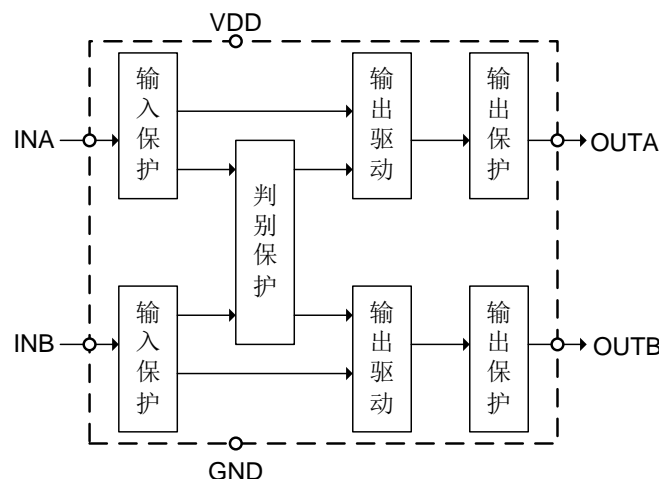 VDD
INA
输入保护
输出驱动
输出保护
OUTA
判别保护
INB
输入保护
输出驱动
输出保护
OUTB
GND